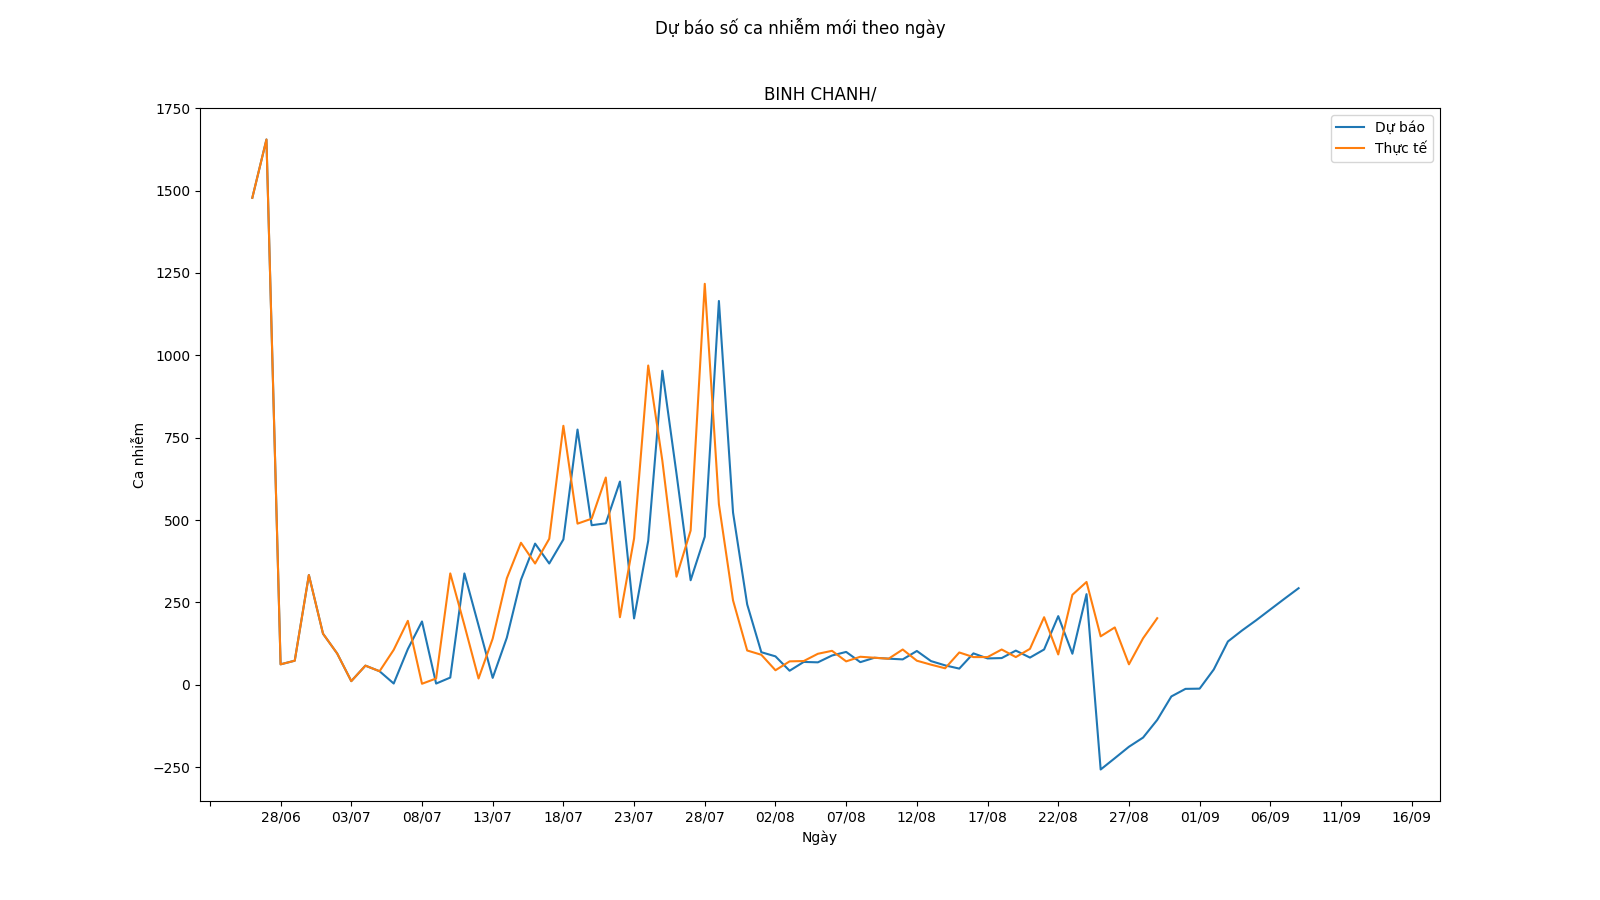 Dự báo số ca nhiễm mới theo ngày
BINH CHANH/
Dự báo
Thực tế
Ca nhiễm
1750
1500
1250
1000
750
500
250
0
−250
28/06 03/07 08/07 13/07 18/07 23/07 28/07 02/08 07/08 12/08 17/08 22/08 27/08 01/09 06/09 11/09 16/09
Ngày